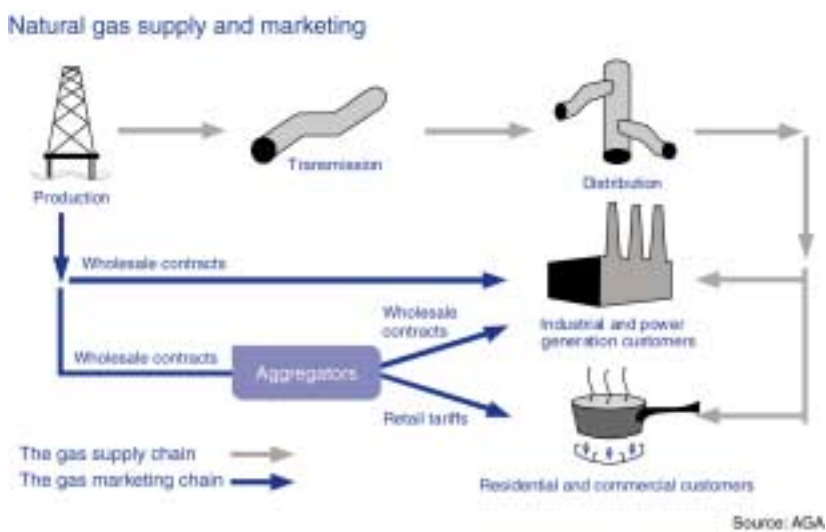 Natural gas supply and marketing
Transmission
Distribution
Production
Wholesale contracts
Wholesale
contracts
Industrial and power
generation customers
Wholesale contracts
Aggregators
Retail tariffs
The gas supply chain
The gas marketing chain
Residential and commercial customers
Source: AGA